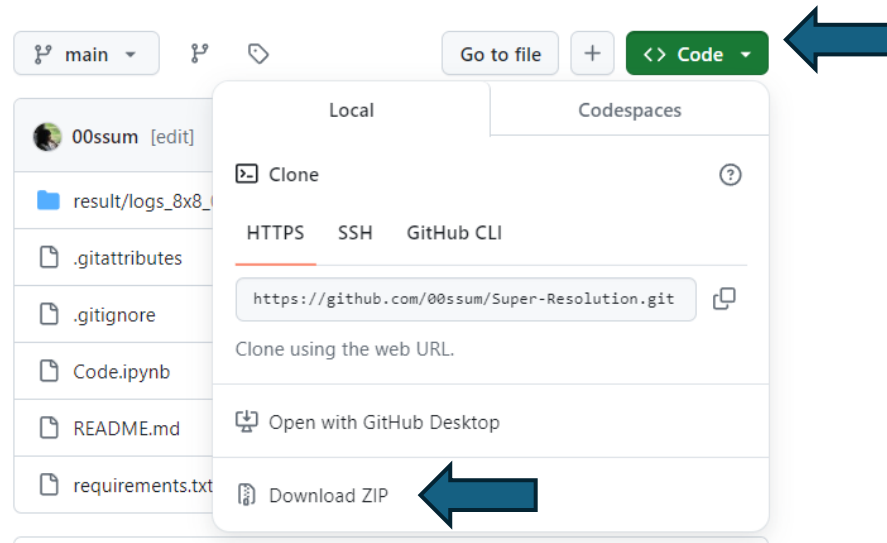 main
Go to file
Code
Local Codespaces
00ssum [edit]
Clone
result/logs_8x8_
HTTPS SSH GitHub CLI
.gitattributes
https://github.com/00ssum/Super-Resolution.git
.gitignore
Clone using the web URL.
Code.ipynb
README.md
Open with GitHub Desktop
requirements.txt
Download ZIP